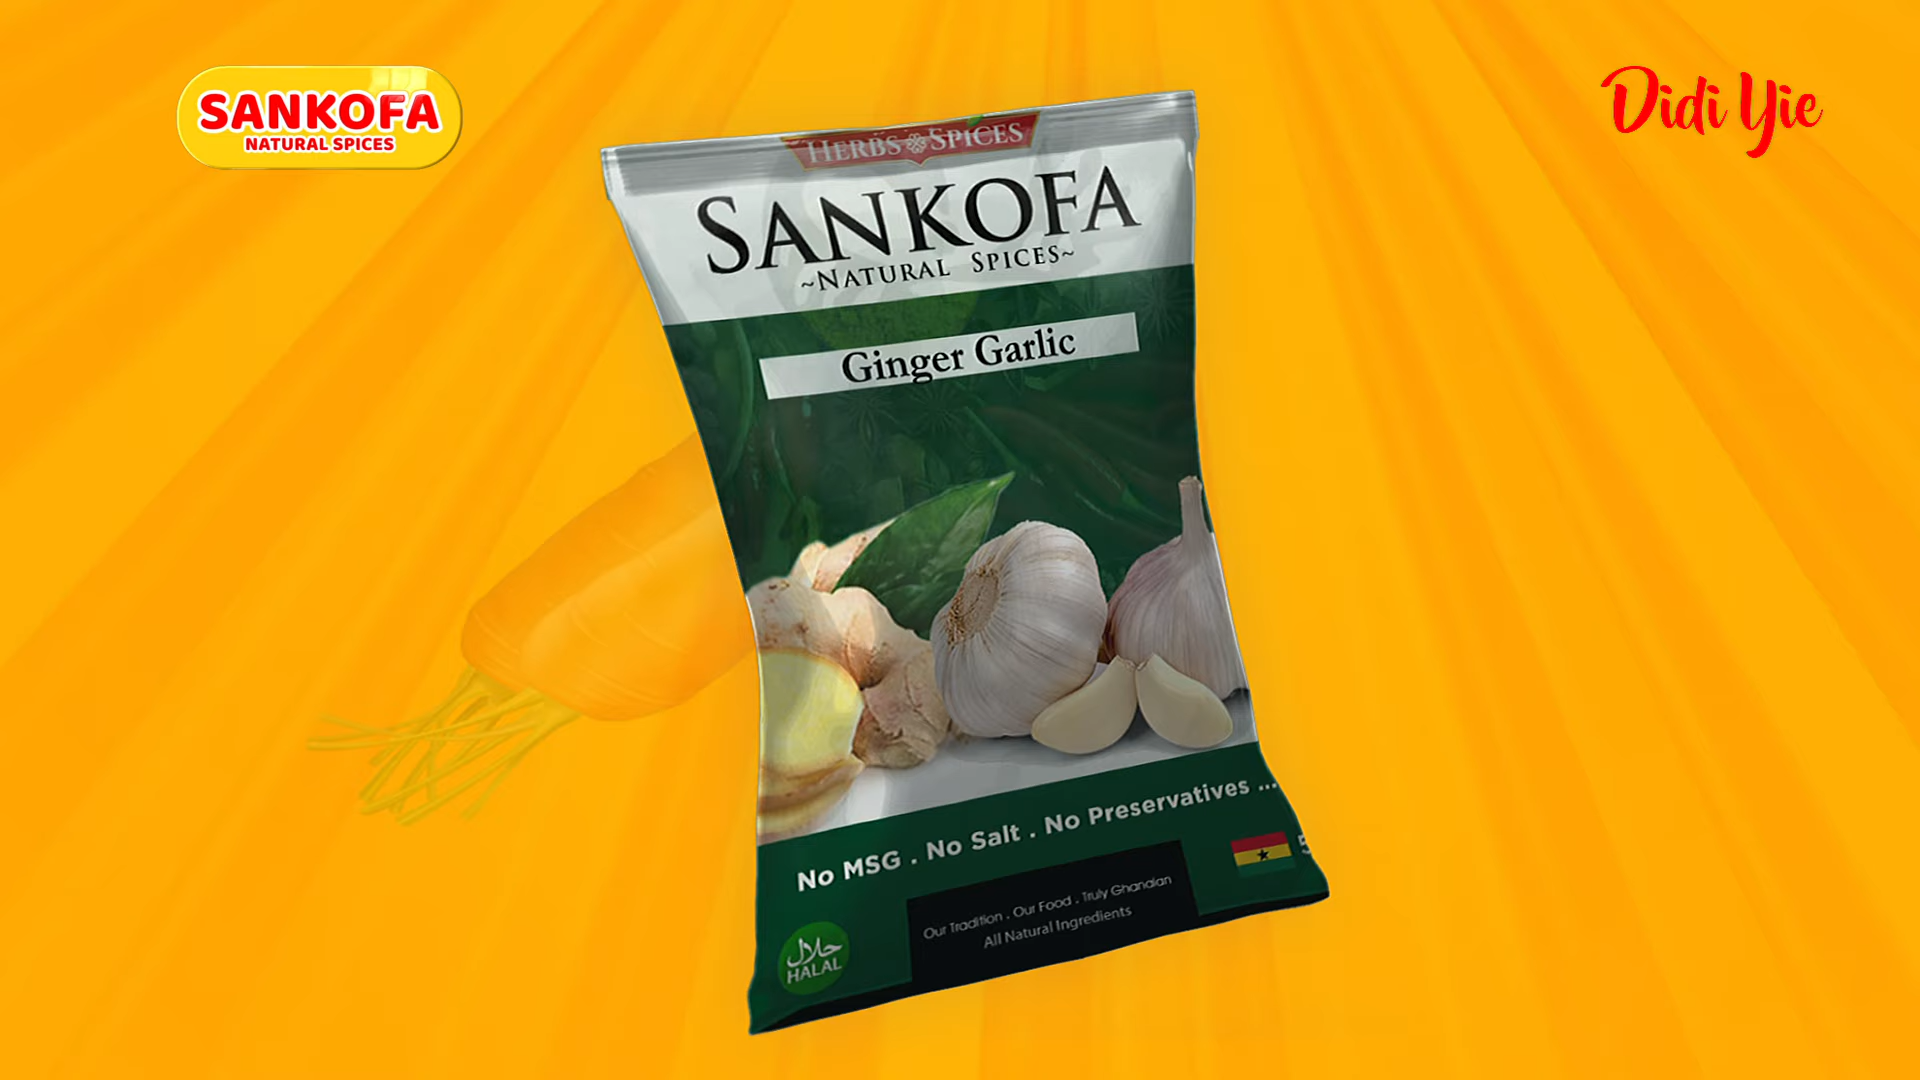 SANKOFA
NATURAL SPICES
Didi Yie
HERBS SPICES
SANKOFA
~NATURAL SPICES~
Ginger Garlic
No MSG . No Salt . No Preservatives ...
Our Tradition . Our Food . Truly Ghanaian
All Natural Ingredients
حلال
HALAL